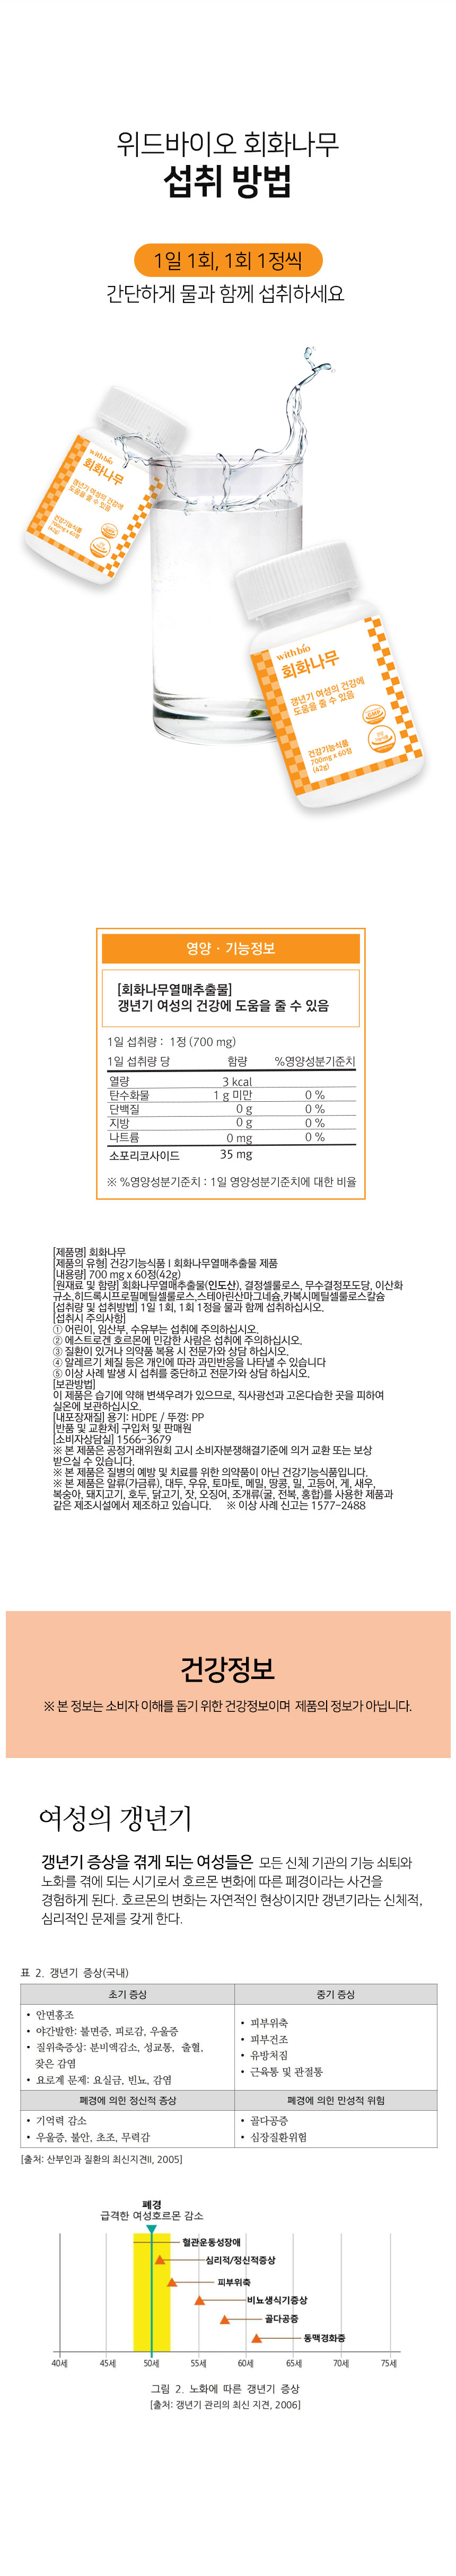 위드바이오 회화나무
섭취 방법
1일 1회, 1회 1정씩
간단하게 물과 함께 섭취하세요
withbio
회화나무
갱년기 여성의 건강에
도움을 줄 수 있음
건강기능식품
700mg x 60정
(42g)
withbio
회화나무
갱년기 여성의 건강에
도움을 줄 수 있음
GMP
건강기능식품
700mg x 60정
(42g)
영양 · 기능정보
[회화나무열매추출물]
갱년기 여성의 건강에 도움을 줄 수 있음
1일 섭취량 : 1정 (700 mg)
1일 섭취량 당 함량 %영양성분기준치
열량 3 kcal
탄수화물 1 g 미만 0 %
단백질 0 g 0 %
지방 0 g 0 %
나트륨 0 mg 0 %
소포리코사이드 35 mg
※ %영양성분기준치 : 1일 영양성분기준치에 대한 비율
[제품명] 회화나무
[제품의 유형] 건강기능식품 I 회화나무열매추출물 제품
[내용량] 700 mg x 60정(42g)
[원재료 및 함량] 회화나무열매추출물(인도산), 결정셀룰로스, 무수결정포도당, 이산화
규소,히드록시프로필메틸셀룰로스,스테아린산마그네슘,카복시메틸셀룰로스칼슘
[섭취량 및 섭취방법] 1일 1회, 1회 1정을 물과 함께 섭취하십시오.
[섭취시 주의사항]
① 어린이, 임산부, 수유부는 섭취에 주의하십시오.
② 에스트로겐 호르몬에 민감한 사람은 섭취에 주의하십시오.
③ 질환이 있거나 의약품 복용 시 전문가와 상담 하십시오.
④ 알레르기 체질 등은 개인에 따라 과민반응을 나타낼 수 있습니다
⑤ 이상 사례 발생 시 섭취를 중단하고 전문가와 상담 하십시오.
[보관방법]
이 제품은 습기에 약해 변색우려가 있으므로, 직사광선과 고온다습한 곳을 피하여
실온에 보관하십시오.
[내포장재질] 용기: HDPE / 뚜껑: PP
[반품 및 교환처] 구입처 및 판매원
[소비자상담실] 1566-3679
※ 본 제품은 공정거래위원회 고시 소비자분쟁해결기준에 의거 교환 또는 보상
받으실 수 있습니다.
※ 본 제품은 질병의 예방 및 치료를 위한 의약품이 아닌 건강기능식품입니다.
※ 본 제품은 알류(가금류), 대두, 우유, 토마토, 메밀, 땅콩, 밀, 고등어, 게, 새우,
복숭아, 돼지고기, 호두, 닭고기, 잣, 오징어, 조개류(굴, 전복, 홍합)를 사용한 제품과
같은 제조시설에서 제조하고 있습니다. ※ 이상 사례 신고는 1577-2488
건강정보
※ 본 정보는 소비자 이해를 돕기 위한 건강정보이며 제품의 정보가 아닙니다.
여성의 갱년기
갱년기 증상을 겪게 되는 여성들은 모든 신체 기관의 기능 쇠퇴와
노화를 겪에 되는 시기로서 호르몬 변화에 따른 폐경이라는 사건을
경험하게 된다. 호르몬의 변화는 자연적인 현상이지만 갱년기라는 신체적,
심리적인 문제를 갖게 한다.
표 2. 갱년기 증상(국내)
초기 증상 중기 증상
• 안면홍조
• 야간발한: 불면증, 피로감, 우울증
• 질위축증상: 분비액감소, 성교통, 출혈,
잦은 감염
• 요로계 문제: 요실금, 빈뇨, 감염
• 피부위축
• 피부건조
• 유방처짐
• 근육통 및 관절통
폐경에 의힌 정신적 증상 폐경에 의힌 만성적 위험
• 기억력 감소
• 우울증, 불안, 초조, 무력감
• 골다공증
• 심장질환위험
[출처: 산부인과 질환의 최신지견II, 2005]
폐경
급격한 여성호르몬 감소
혈관운동성장애
심리적/정신적증상
피부위축
비뇨생식기증상
골다공증
동맥경화증
40세 45세 50세 55세 60세 65세 70세 75세
그림 2. 노화에 따른 갱년기 증상
[출처: 갱년기 관리의 최신 지견, 2006]